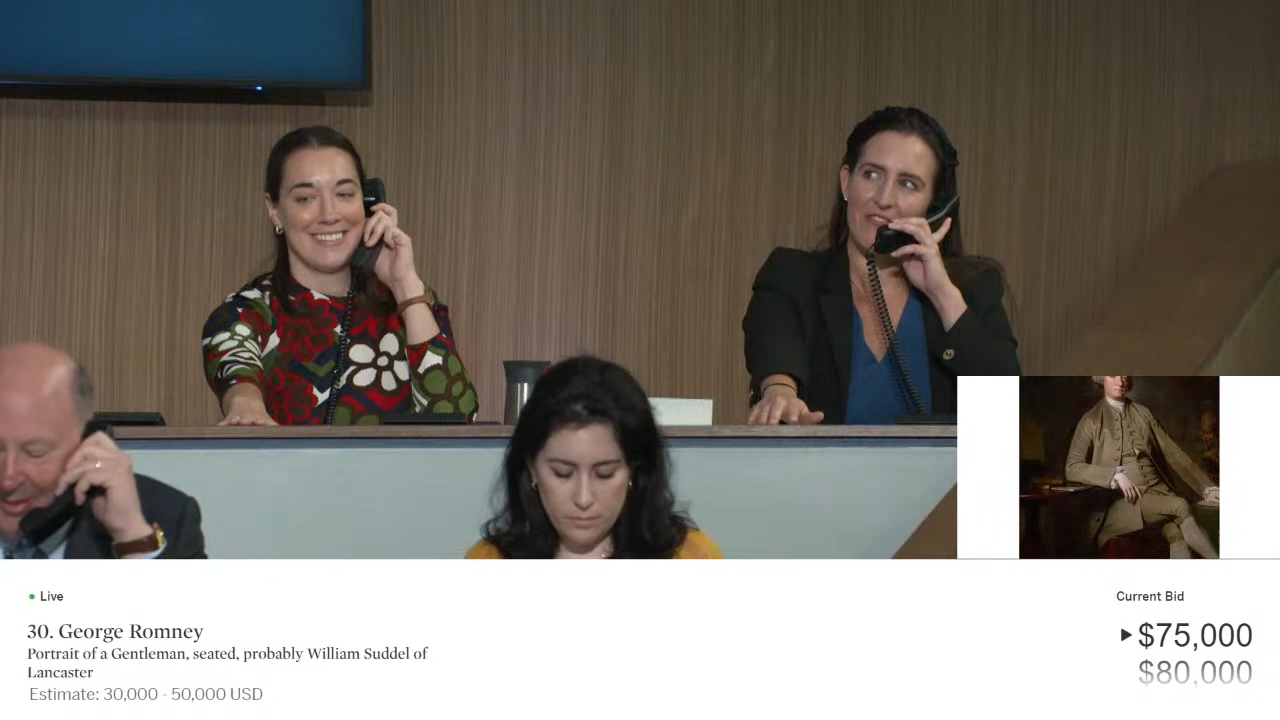 Live
Current Bid
30. George Romney
$75,000
Portrait of a Gentleman, seated, probably William Suddel of
Lancaster
$80,000
Estimate: 30,000 - 50,000 USD